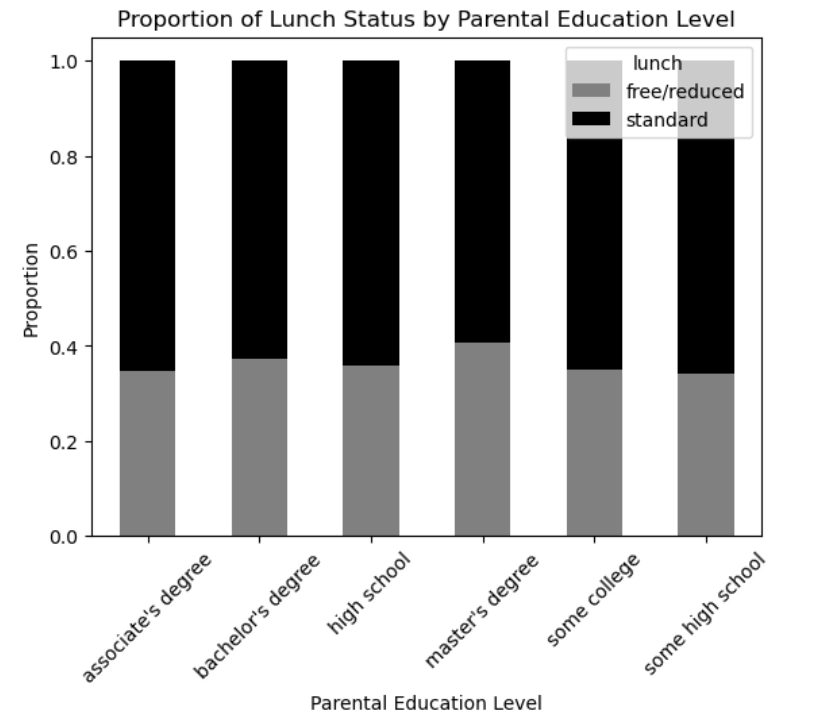 Proportion of Lunch Status by Parental Education Level
lunch
free/reduced
standard
1.0
0.8
0.6
0.4
0.2
0.0
Proportion
associate's degree
bachelor's degree
high school
master's degree
some college
some high school
Parental Education Level